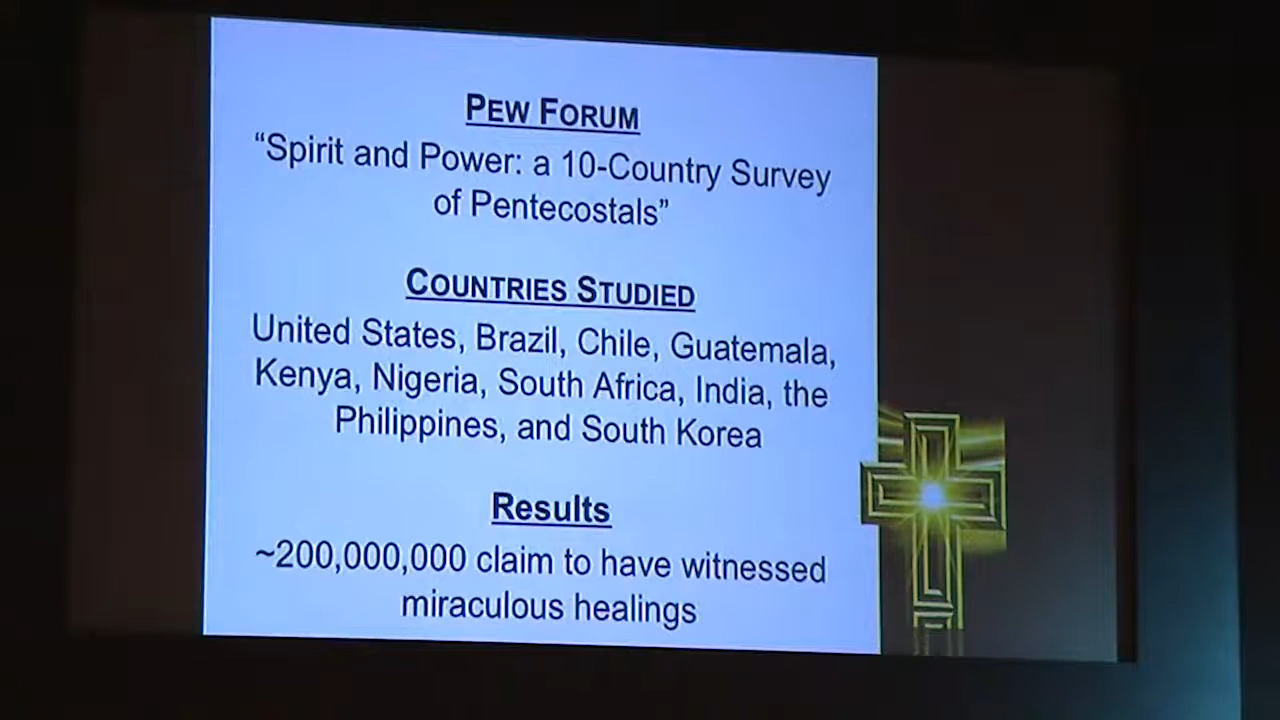 PEW FORUM
“Spirit and Power: a 10-Country Survey
of Pentecostals”
COUNTRIES STUDIED
United States, Brazil, Chile, Guatemala,
Kenya, Nigeria, South Africa, India, the
Philippines, and South Korea
Results
~200,000,000 claim to have witnessed
miraculous healings